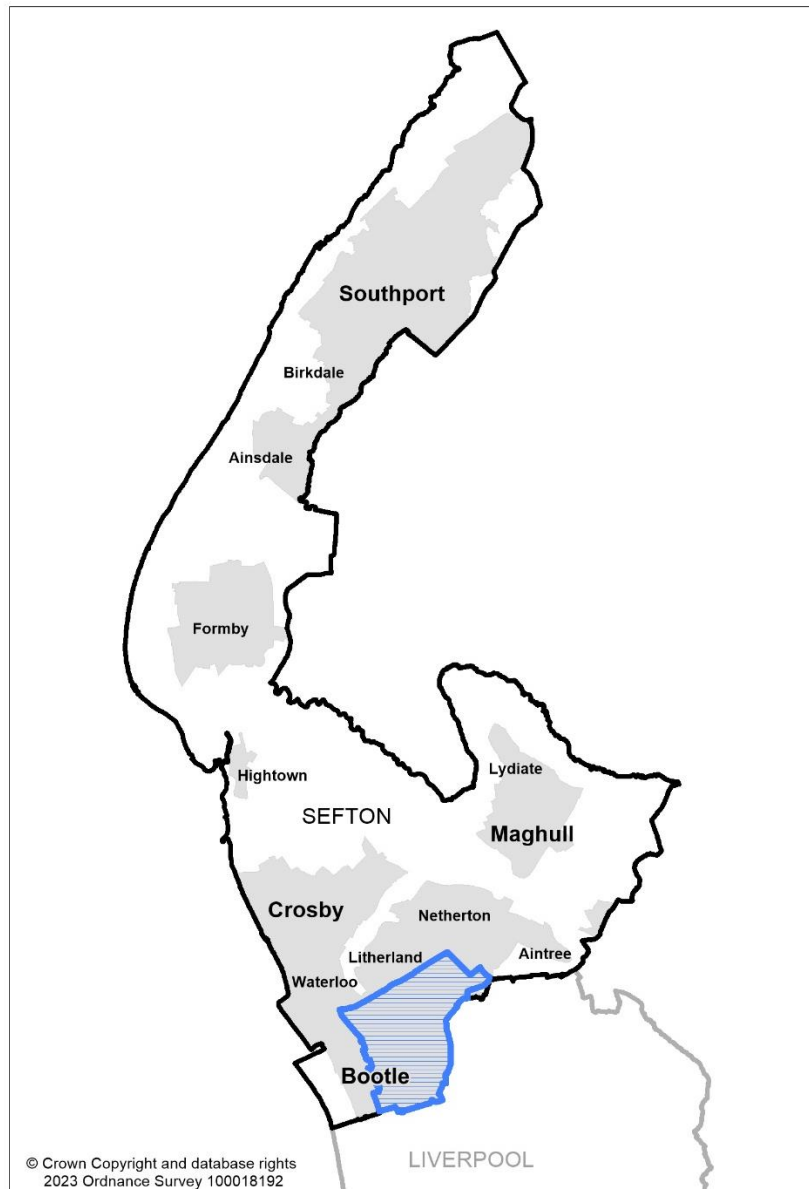 Southport
Birkdale
Ainsdale
Formby
Hightown
Lydiate
SEFTON
Maghull
Crosby
Netherton
Litherland
Aintree
Waterloo
Bootle
LIVERPOOL
© Crown Copyright and database rights
2023 Ordnance Survey 100018192